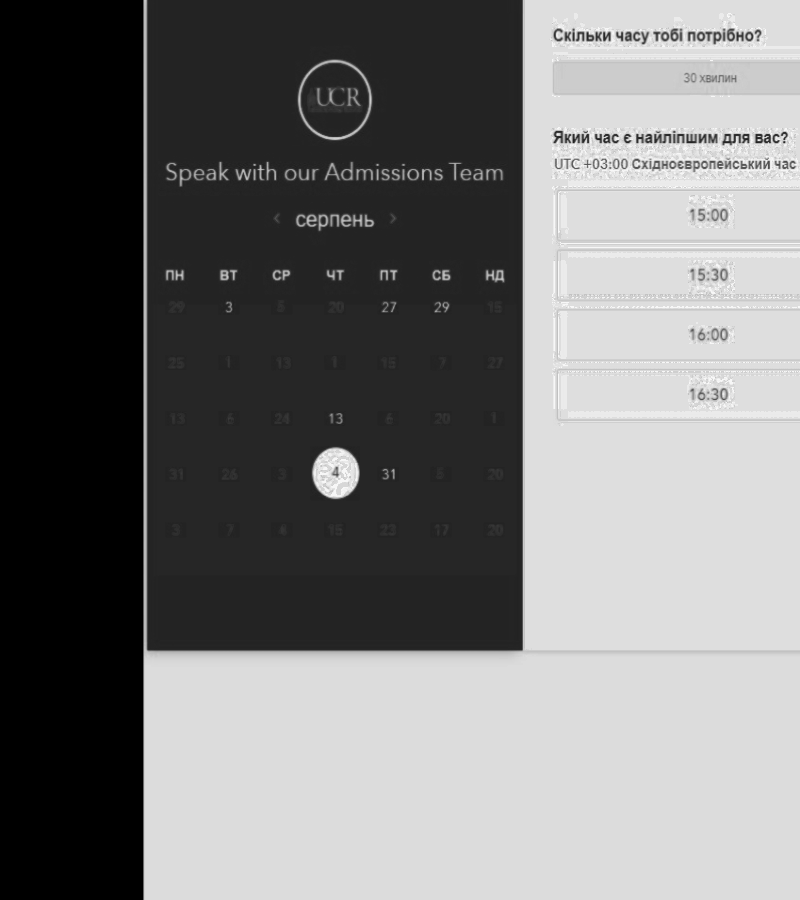 UCR
Speak with our Admissions Team
‹ серпень ›
ПН ВТ СР ЧТ ПТ СБ НД
29 3 20 27 29 15
25 1 13 1 15 7 27
13 6 24 13 6 20 1
31 26 3 4 31 20
3 7 4 15 23 17 20
Скільки часу тобі потрібно?
30 хвилин
Який час є найліпшим для вас?
UTC +03:00 Східноєвропейський час
15:00
15:30
16:00
16:30